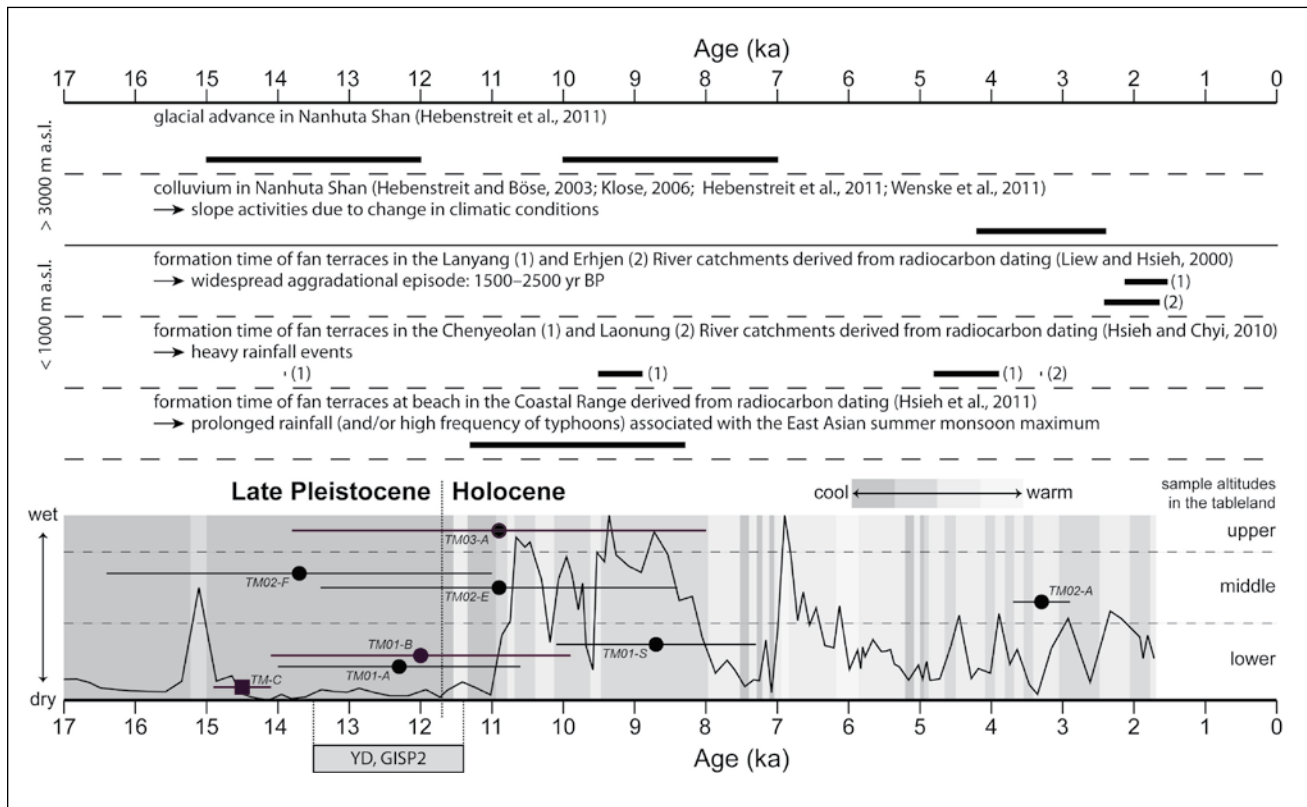 Age (ka)
17 16 15 14 13 12 11 10 9 8 7 6 5 4 3 2 1 0
> 3000 m a.s.l.
glacial advance in Nanhuta Shan (Hebenstreit et al., 2011)
colluvium in Nanhuta Shan (Hebenstreit and Böse, 2003; Klose, 2006; Hebenstreit et al., 2011; Wenske et al., 2011)
→ slope activities due to change in climatic conditions
< 1000 m a.s.l.
formation time of fan terraces in the Lanyang (1) and Erhjen (2) River catchments derived from radiocarbon dating (Liew and Hsieh, 2000)
→ widespread aggradational episode: 1500–2500 yr BP
(1)
(2)
formation time of fan terraces in the Chenyeolan (1) and Laonung (2) River catchments derived from radiocarbon dating (Hsieh and Chyi, 2010)
→ heavy rainfall events
(1) (1) (1) (2)
formation time of fan terraces at beach in the Coastal Range derived from radiocarbon dating (Hsieh et al., 2011)
→ prolonged rainfall (and/or high frequency of typhoons) associated with the East Asian summer monsoon maximum
Late Pleistocene Holocene
cool warm
sample altitudes
in the tableland
wet
upper
TM03-A
TM02-F
TM02-E
middle
TM02-A
TM01-S
TM01-B
lower
TM01-A
TM-C
dry
17 16 15 14 13 12 11 10 9 8 7 6 5 4 3 2 1 0
YD, GISP2
Age (ka)